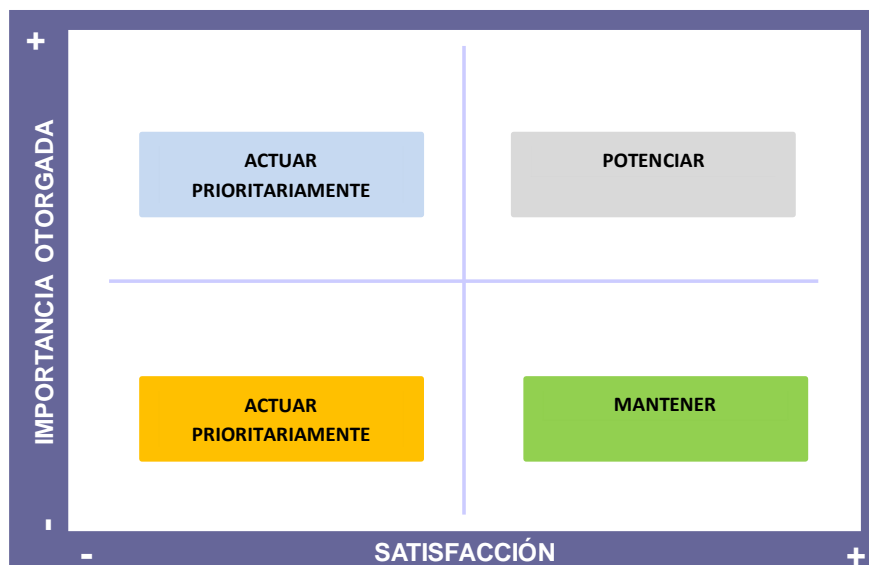 +
IMPORTANCIA OTORGADA
ACTUAR
PRIORITARIAMENTE
POTENCIAR
ACTUAR
PRIORITARIAMENTE
MANTENER
-
-
SATISFACCIÓN
+